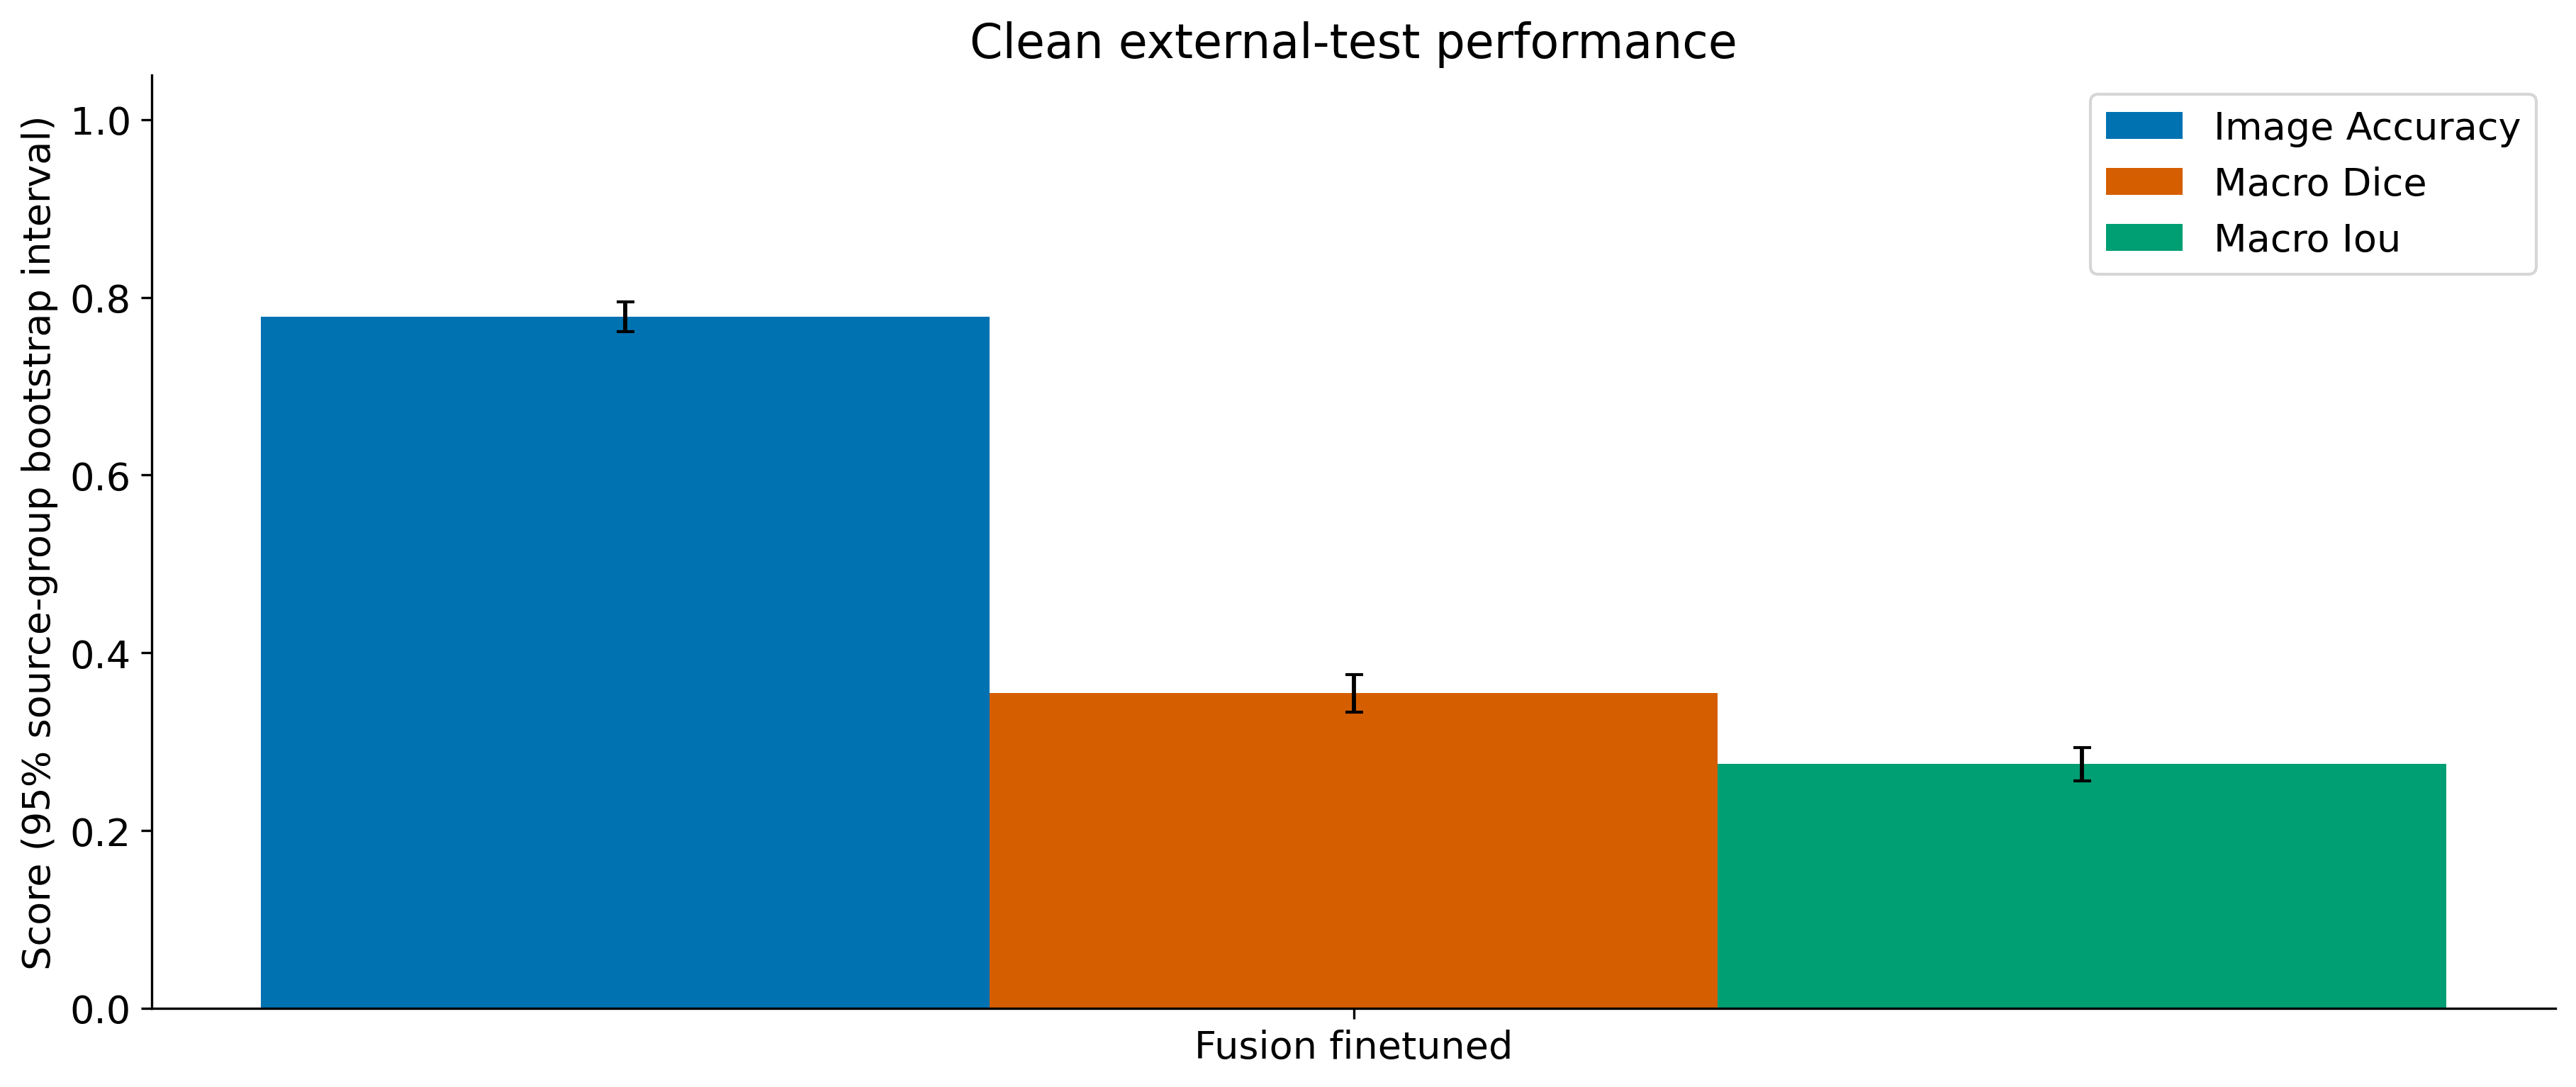 Clean external-test performance
Score (95% source-group bootstrap interval)
1.0
0.8
0.6
0.4
0.2
0.0
Image Accuracy
Macro Dice
Macro Iou
Fusion finetuned